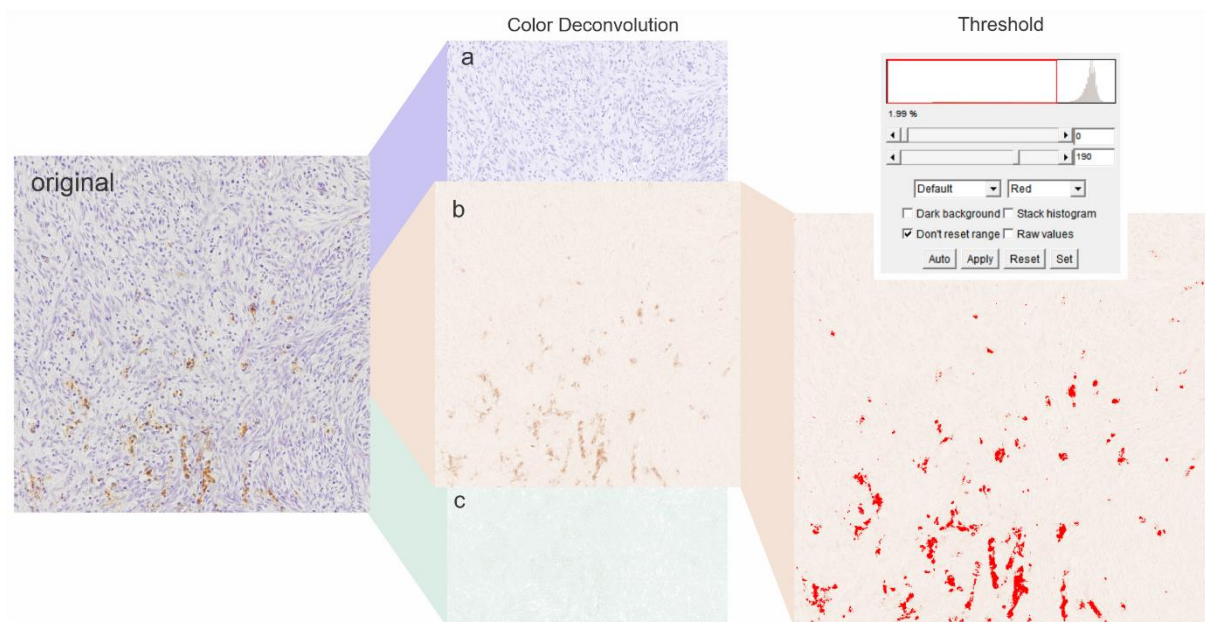 Color Deconvolution
Threshold
original
a
b
c
1.99 %
0
190
Default Red
Dark background Stack histogram
Don't reset range Raw values
Auto Apply Reset Set